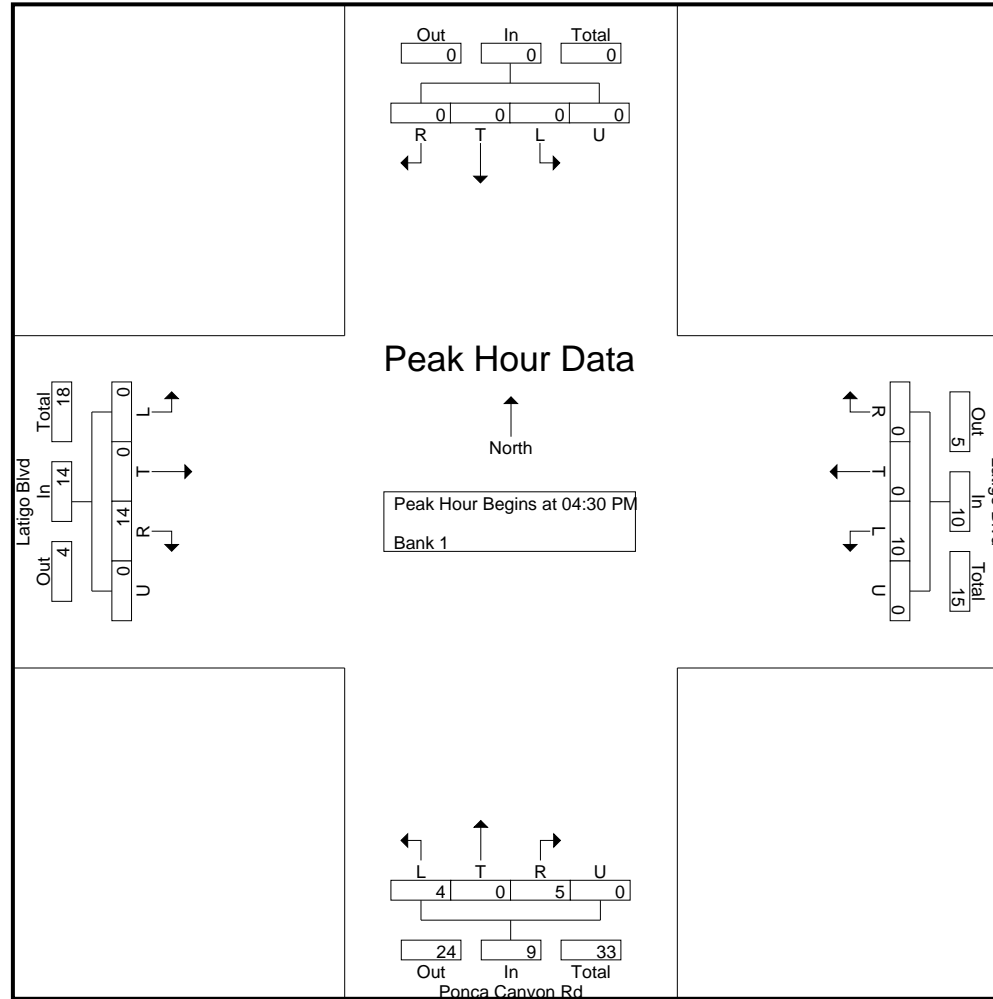 Out In Total
0 0 0
0 0 0 0
R T L U
Peak Hour Data
North
Peak Hour Begins at 04:30 PM
Bank 1
Latigo Blvd
Out In Total
4 14 18
0 14 0 0
U R T L
Out In Total
5 10 15
0 0 10 0
R T L U
L T R U
4 0 5 0
24 9 33
Out In Total
Ponca Canyon Rd